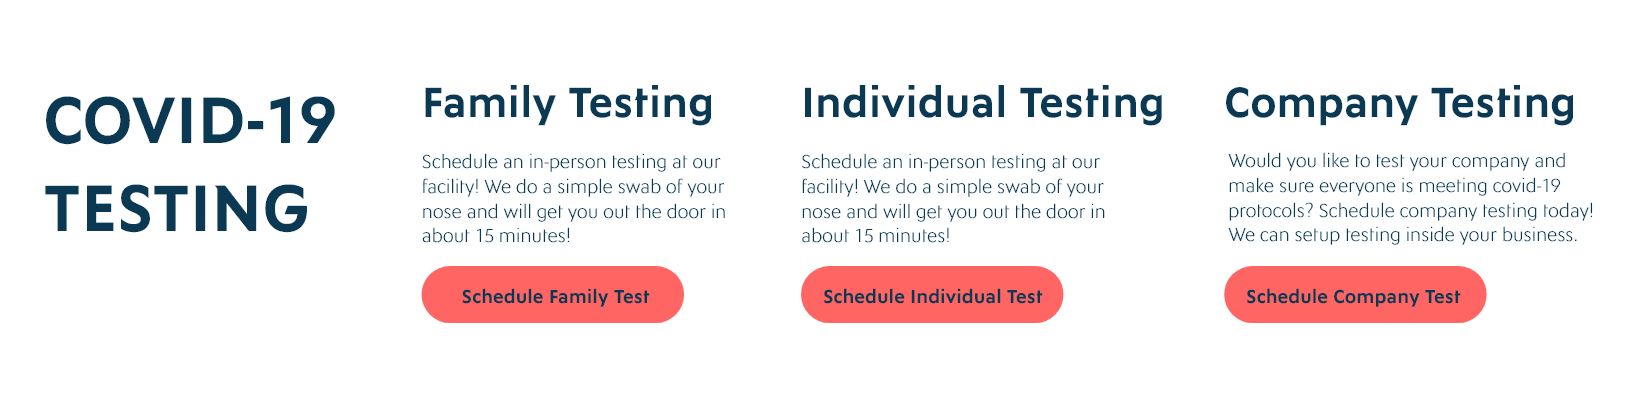 COVID-19
TESTING
Family Testing
Schedule an in-person testing at our
facility! We do a simple swab of your
nose and will get you out the door in
about 15 minutes!
Schedule Family Test
Individual Testing
Schedule an in-person testing at our
facility! We do a simple swab of your
nose and will get you out the door in
about 15 minutes!
Schedule Individual Test
Company Testing
Would you like to test your company and
make sure everyone is meeting covid-19
protocols? Schedule company testing today!
We can setup testing inside your business.
Schedule Company Test